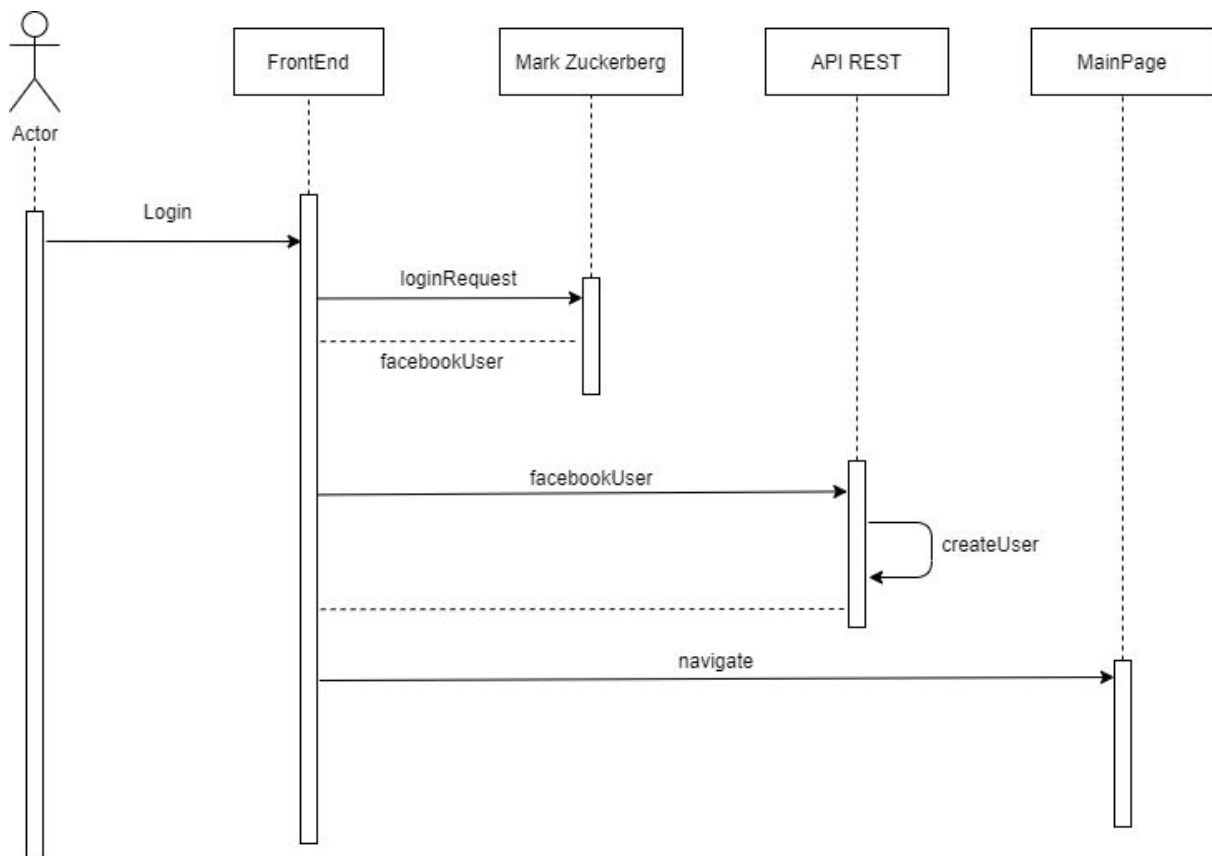 FrontEnd
Mark Zuckerberg
API REST
MainPage
Actor
Login
loginRequest
facebookUser
facebookUser
createUser
navigate